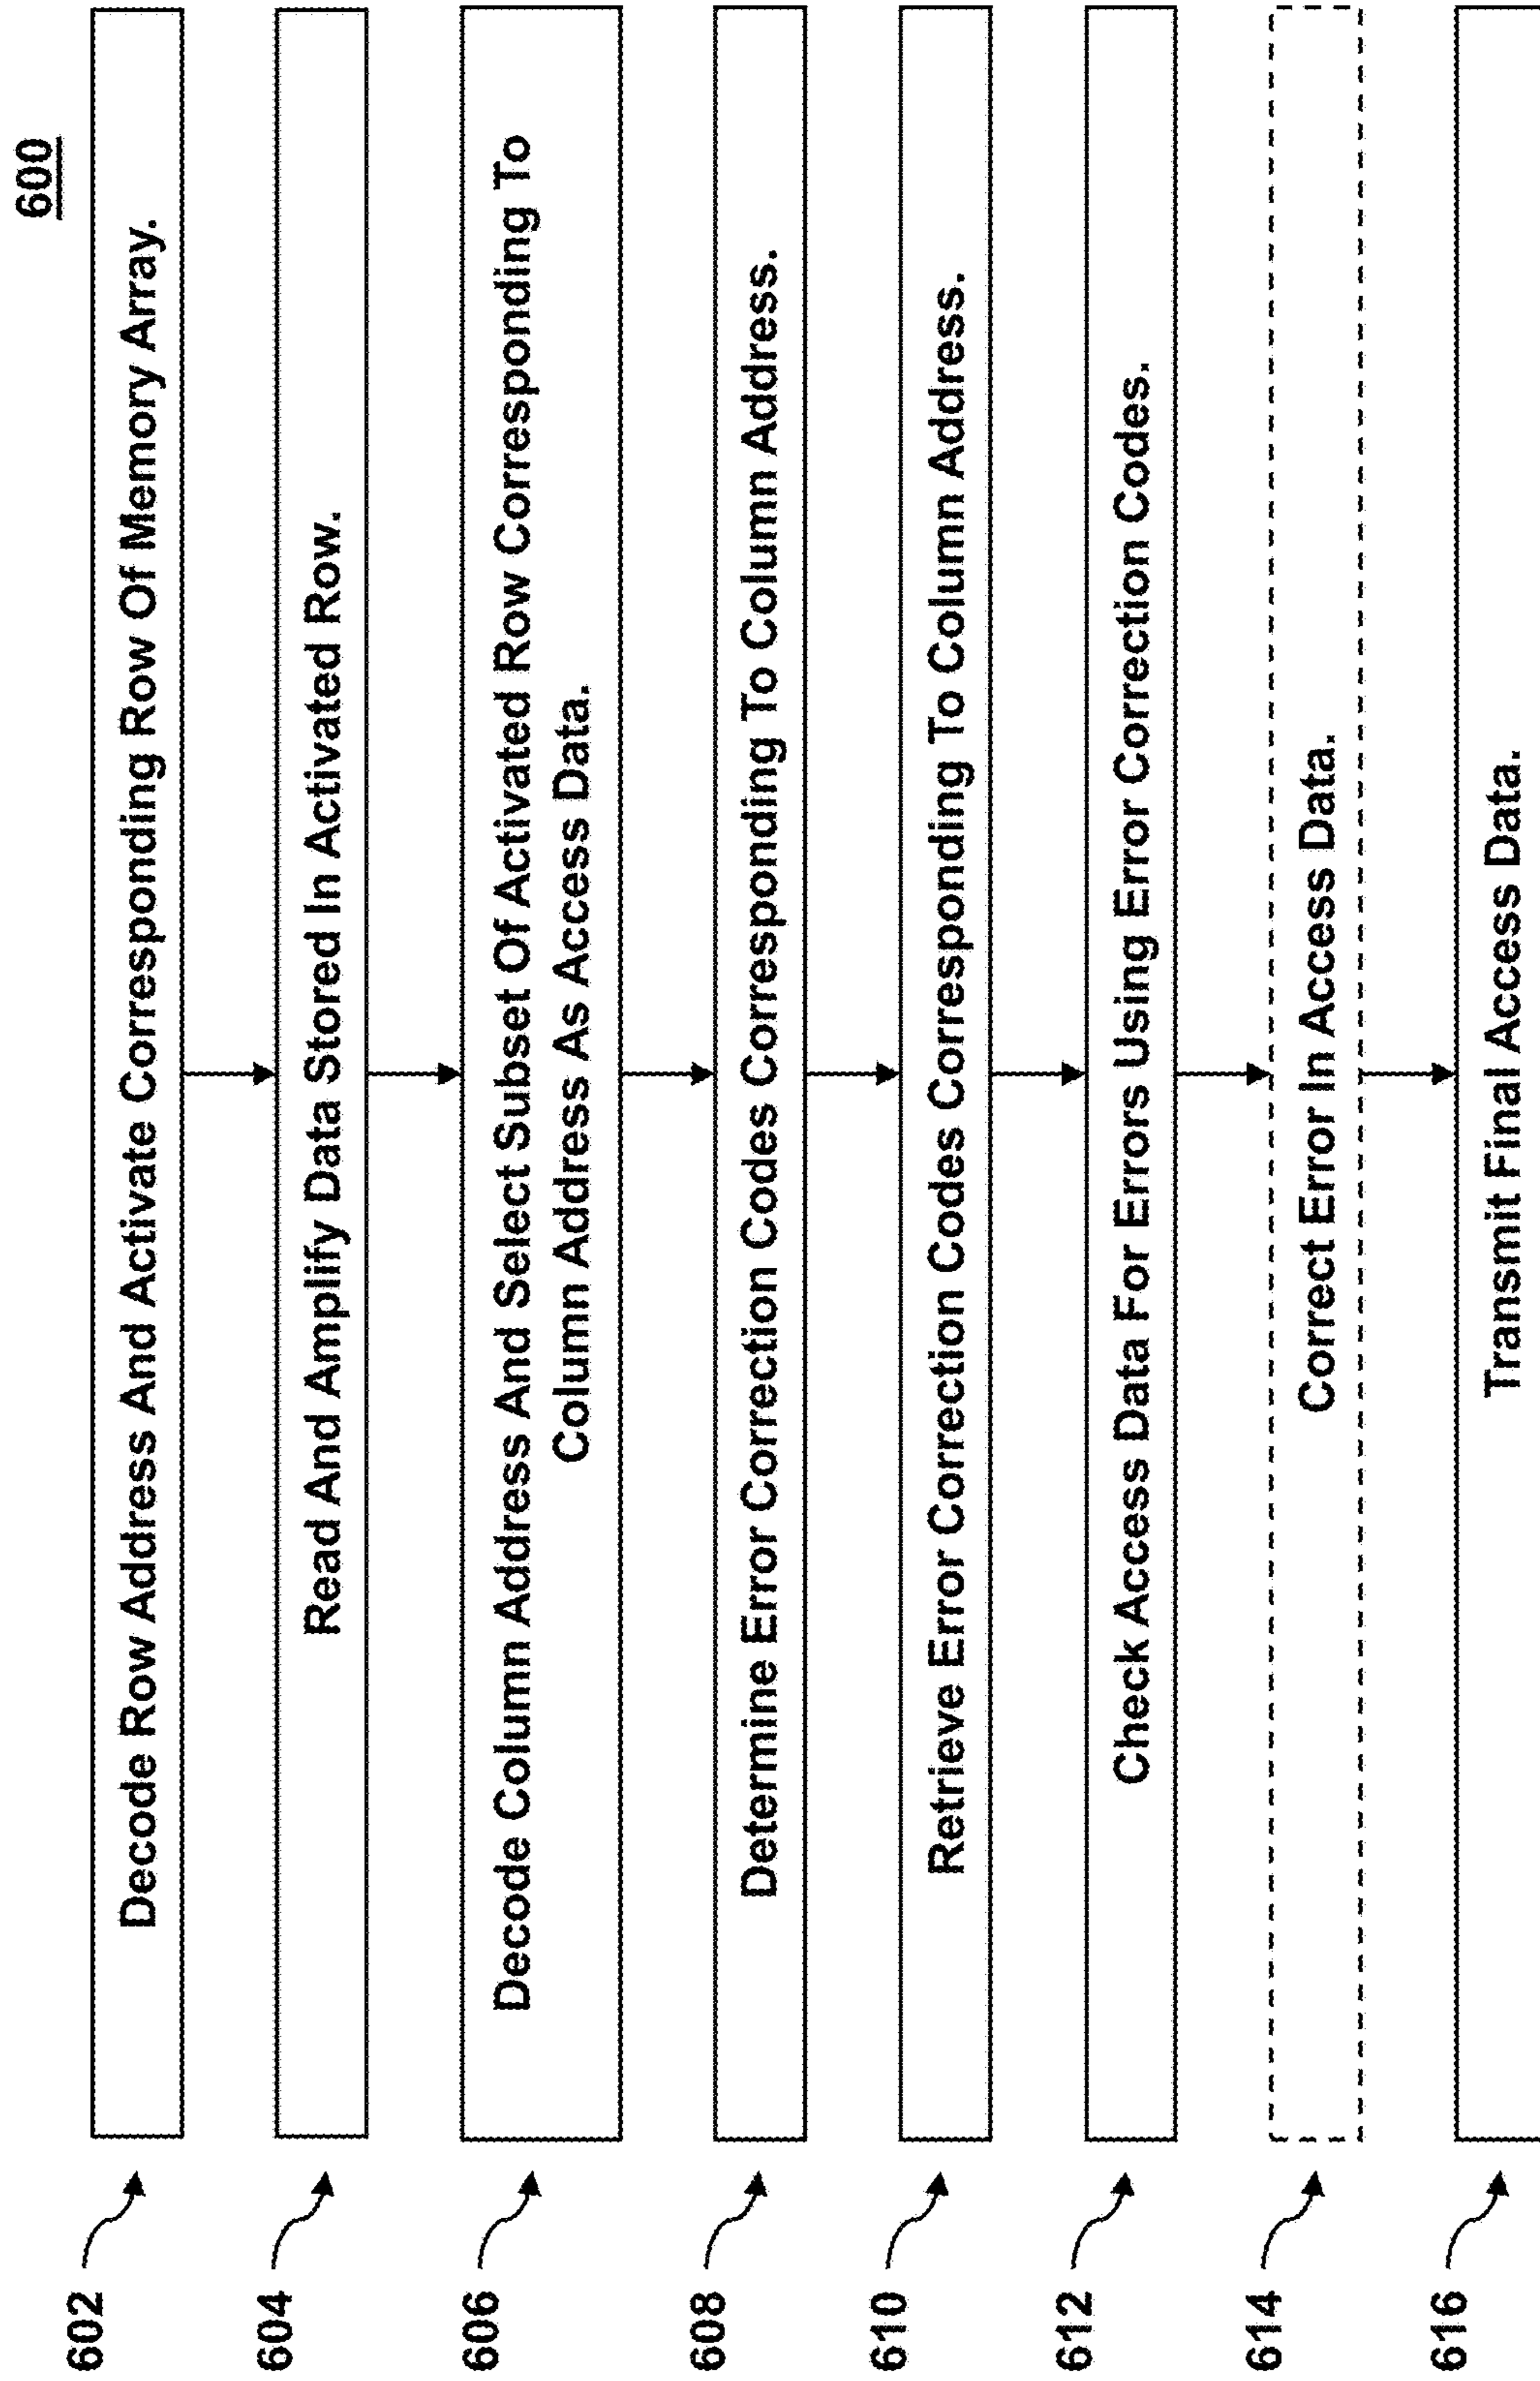 600
602
Decode Row Address And Activate Corresponding Row Of Memory Array.
604
Read And Amplify Data Stored In Activated Row.
606
Decode Column Address And Select Subset Of Activated Row Corresponding To
Column Address As Access Data.
608
Determine Error Correction Codes Corresponding To Column Address.
610
Retrieve Error Correction Codes Corresponding To Column Address.
612
Check Access Data For Errors Using Error Correction Codes.
614
Correct Error In Access Data.
616
Transmit Final Access Data.